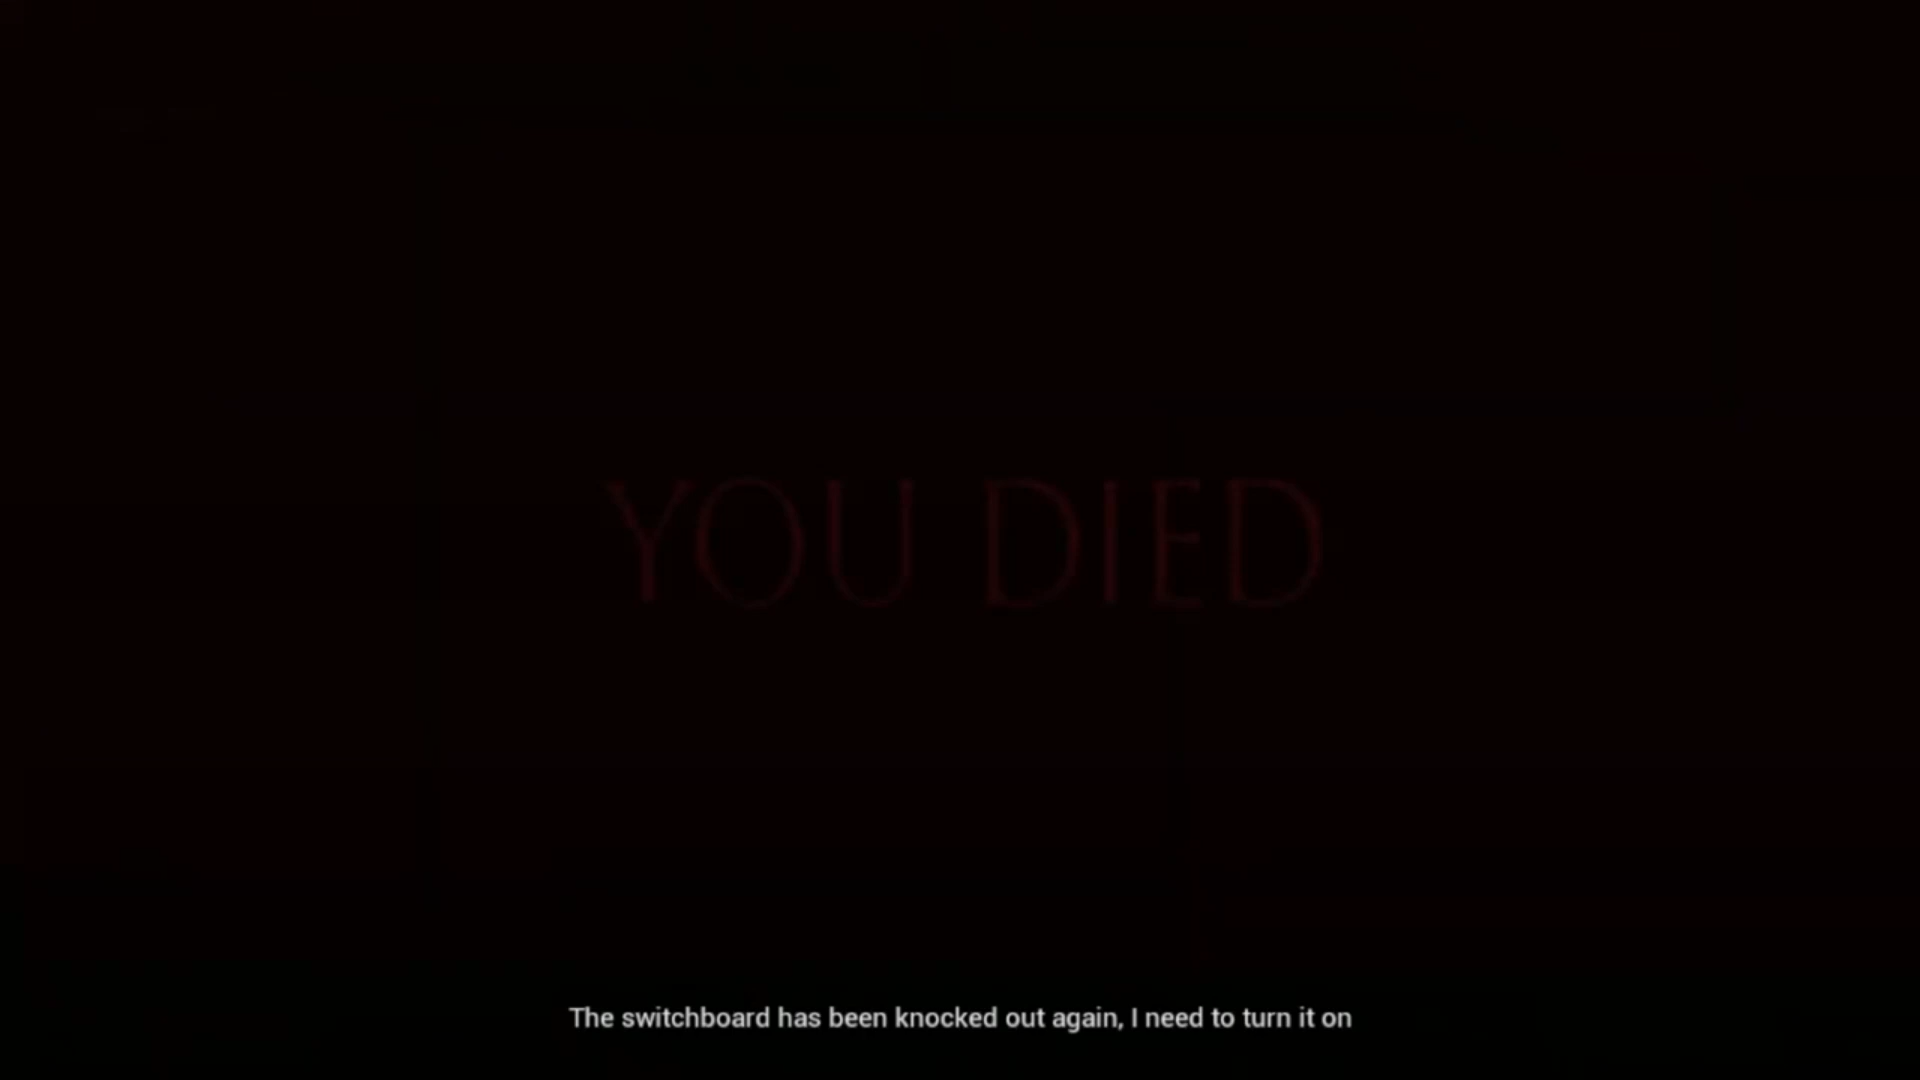 YOU DIED
The switchboard has been knocked out again, I need to turn it on